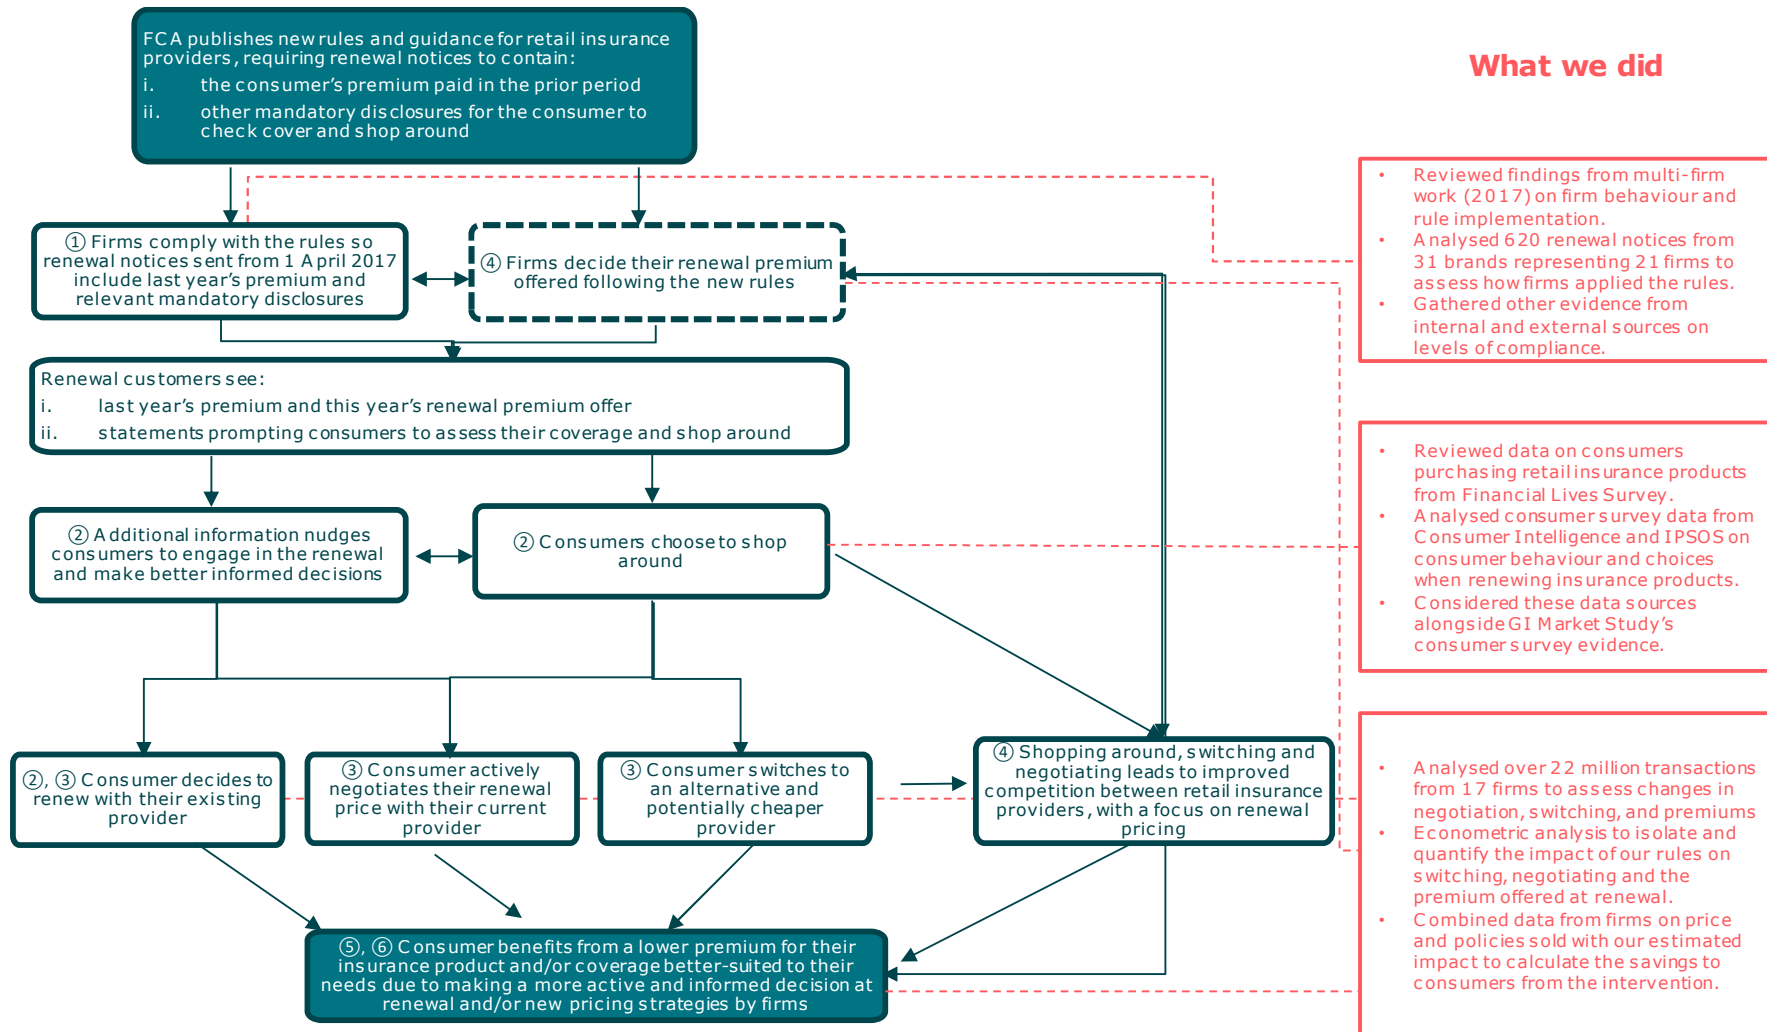 FCA publishes new rules and guidance for retail insurance
providers, requiring renewal notices to contain:
i. the consumer's premium paid in the prior period
ii. other mandatory disclosures for the consumer to
check cover and shop around
What we did
① Firms comply with the rules so
renewal notices sent from 1 April 2017
include last year's premium and
relevant mandatory disclosures
④ Firms decide their renewal premium
offered following the new rules
• Reviewed findings from multi-firm
work (2017) on firm behaviour and
rule implementation.
• Analysed 620 renewal notices from
31 brands representing 21 firms to
assess how firms applied the rules.
• Gathered other evidence from
internal and external sources on
levels of compliance.
Renewal customers see:
i. last year's premium and this year's renewal premium offer
ii. statements prompting consumers to assess their coverage and shop around
② Additional information nudges
consumers to engage in the renewal
and make better informed decisions
② Consumers choose to shop
around
• Reviewed data on consumers
purchasing retail insurance products
from Financial Lives Survey.
• Analysed consumer survey data from
Consumer Intelligence and IPSOS on
consumer behaviour and choices
when renewing insurance products.
• Considered these data sources
alongside GI Market Study's
consumer survey evidence.
②, ③ Consumer decides to
renew with their existing
provider
③ Consumer actively
negotiates their renewal
price with their current
provider
③ Consumer switches to
an alternative and
potentially cheaper
provider
④ Shopping around, switching and
negotiating leads to improved
competition between retail insurance
providers, with a focus on renewal
pricing
• Analysed over 22 million transactions
from 17 firms to assess changes in
negotiation, switching, and premiums
• Econometric analysis to isolate and
quantify the impact of our rules on
switching, negotiating and the
premium offered at renewal.
• Combined data from firms on price
and policies sold with our estimated
impact to calculate the savings to
consumers from the intervention.
⑤, ⑥ Consumer benefits from a lower premium for their
insurance product and/or coverage better-suited to their
needs due to making a more active and informed decision at
renewal and/or new pricing strategies by firms